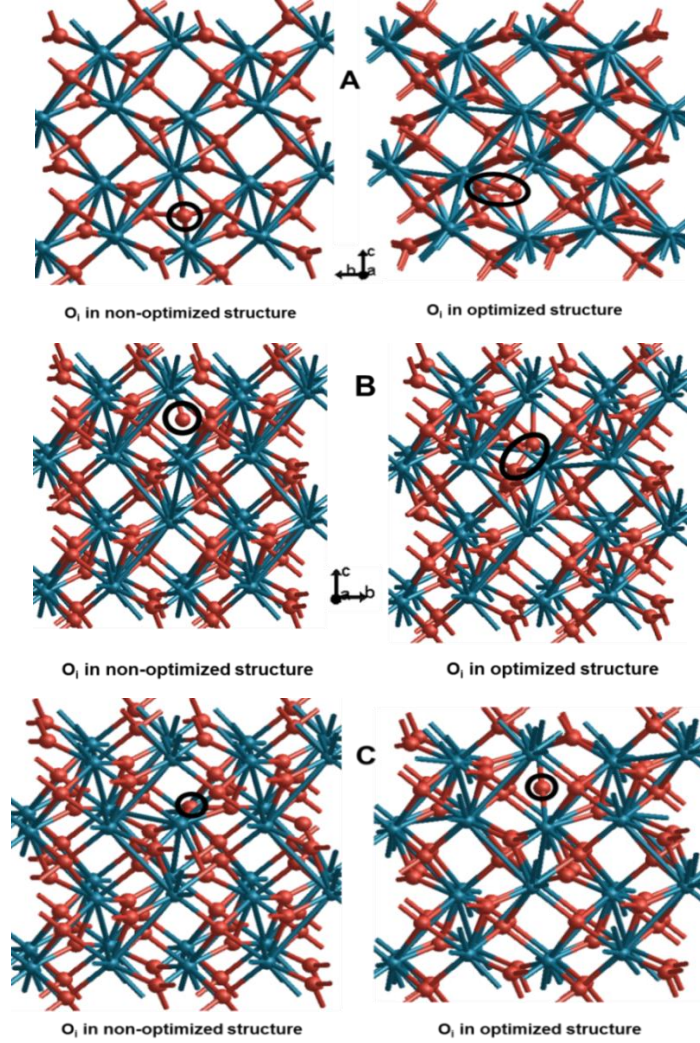 A
c
b a
Oᵢ in non-optimized structure
Oᵢ in optimized structure
B
c
a b
Oᵢ in non-optimized structure
Oᵢ in optimized structure
C
Oᵢ in non-optimized structure
Oᵢ in optimized structure